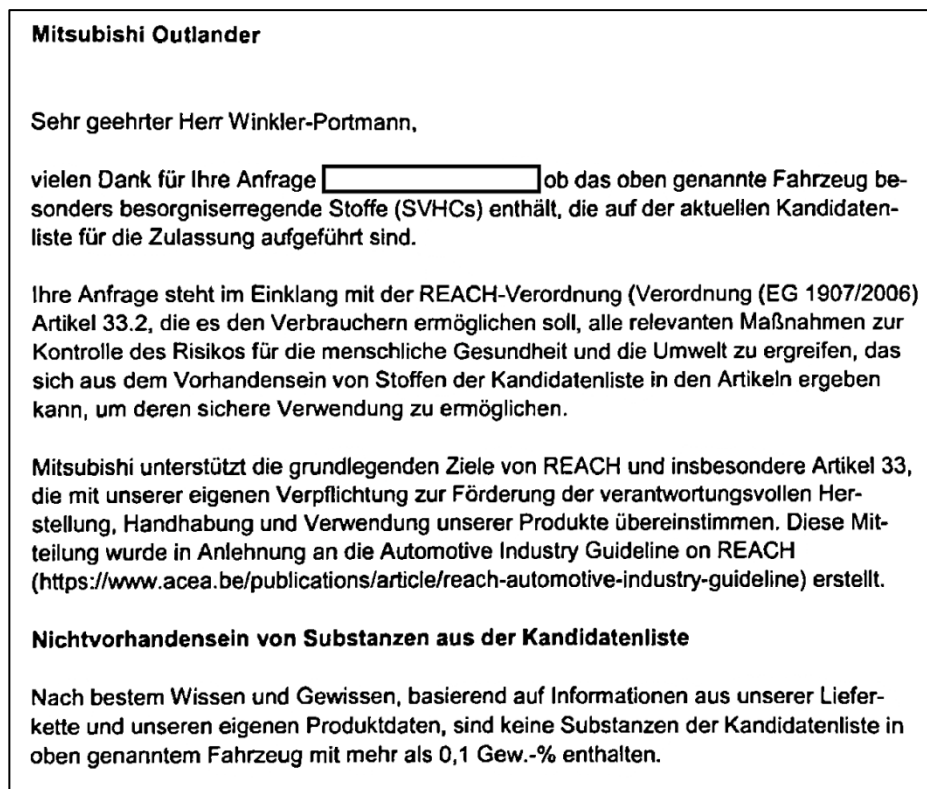 Mitsubishi Outlander
Sehr geehrter Herr Winkler-Portmann,
vielen Dank für Ihre Anfrage ob das oben genannte Fahrzeug be-
sonders besorgniserregende Stoffe (SVHCs) enthält, die auf der aktuellen Kandidaten-
liste für die Zulassung aufgeführt sind.
Ihre Anfrage steht im Einklang mit der REACH-Verordnung (Verordnung (EG 1907/2006)
Artikel 33.2, die es den Verbrauchern ermöglichen soll, alle relevanten Maßnahmen zur
Kontrolle des Risikos für die menschliche Gesundheit und die Umwelt zu ergreifen, das
sich aus dem Vorhandensein von Stoffen der Kandidatenliste in den Artikeln ergeben
kann, um deren sichere Verwendung zu ermöglichen.
Mitsubishi unterstützt die grundlegenden Ziele von REACH und insbesondere Artikel 33,
die mit unserer eigenen Verpflichtung zur Förderung der verantwortungsvollen Her-
stellung, Handhabung und Verwendung unserer Produkte übereinstimmen. Diese Mit-
teilung wurde in Anlehnung an die Automotive Industry Guideline on REACH
(https://www.acea.be/publications/article/reach-automotive-industry-guideline) erstellt.
Nichtvorhandensein von Substanzen aus der Kandidatenliste
Nach bestem Wissen und Gewissen, basierend auf Informationen aus unserer Liefer-
kette und unseren eigenen Produktdaten, sind keine Substanzen der Kandidatenliste in
oben genanntem Fahrzeug mit mehr als 0,1 Gew.-% enthalten.